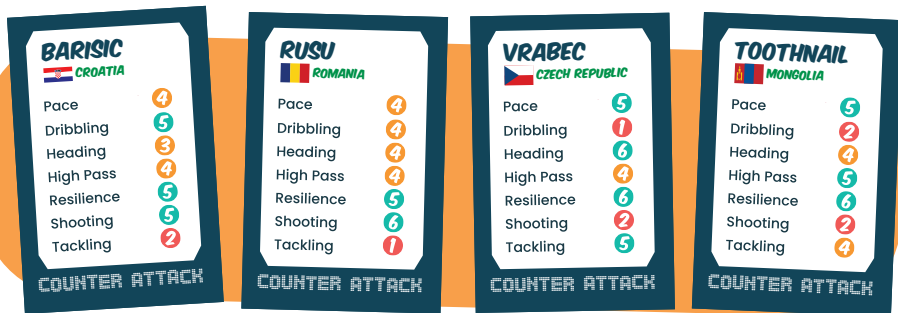 BARISIC
CROATIA
Pace 4
Dribbling 5
Heading 3
High Pass 4
Resilience 5
Shooting 5
Tackling 2
COUNTER ATTACK
RUSU
ROMANIA
Pace 4
Dribbling 4
Heading 4
High Pass 4
Resilience 5
Shooting 6
Tackling 1
COUNTER ATTACK
VRABEC
CZECH REPUBLIC
Pace 5
Dribbling 1
Heading 6
High Pass 4
Resilience 6
Shooting 2
Tackling 5
COUNTER ATTACK
TOOTHNAIL
MONGOLIA
Pace 5
Dribbling 2
Heading 4
High Pass 5
Resilience 6
Shooting 2
Tackling 4
COUNTER ATTACK